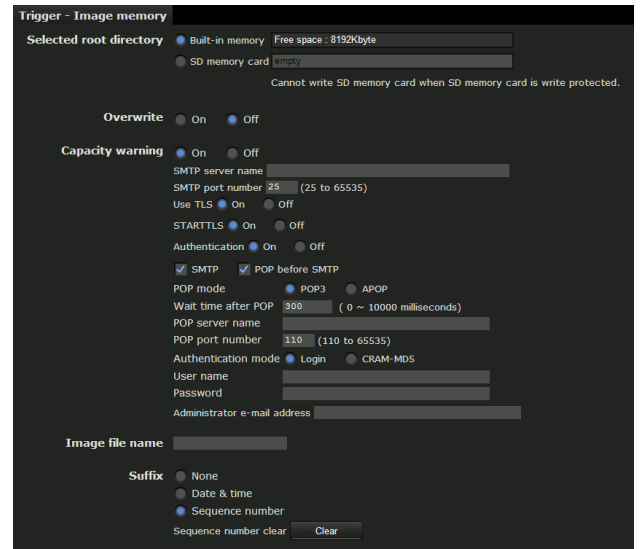 Trigger - Image memory
Selected root directory Built-in memory Free space : 8192Kbyte
SD memory card empty
Cannot write SD memory card when SD memory card is write protected.
Overwrite On Off
Capacity warning On Off
SMTP server name
SMTP port number 25 (25 to 65535)
Use TLS On Off
STARTTLS On Off
Authentication On Off
SMTP POP before SMTP
POP mode POP3 APOP
Wait time after POP 300 ( 0 ~ 10000 milliseconds)
POP server name
POP port number 110 (110 to 65535)
Authentication mode Login CRAM-MD5
User name
Password
Administrator e-mail address
Image file name
Suffix None
Date & time
Sequence number
Sequence number clear Clear